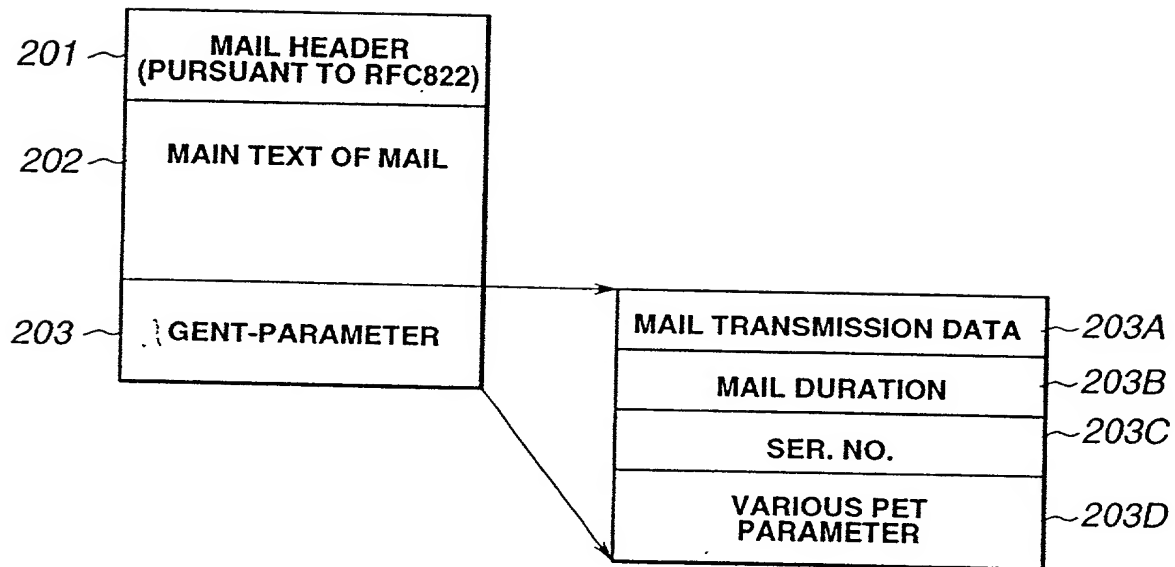 201
MAIL HEADER
(PURSUANT TO RFC822)
202
MAIN TEXT OF MAIL
203
GENT-PARAMETER
MAIL TRANSMISSION DATA
203A
MAIL DURATION
203B
SER. NO.
203C
VARIOUS PET
PARAMETER
203D